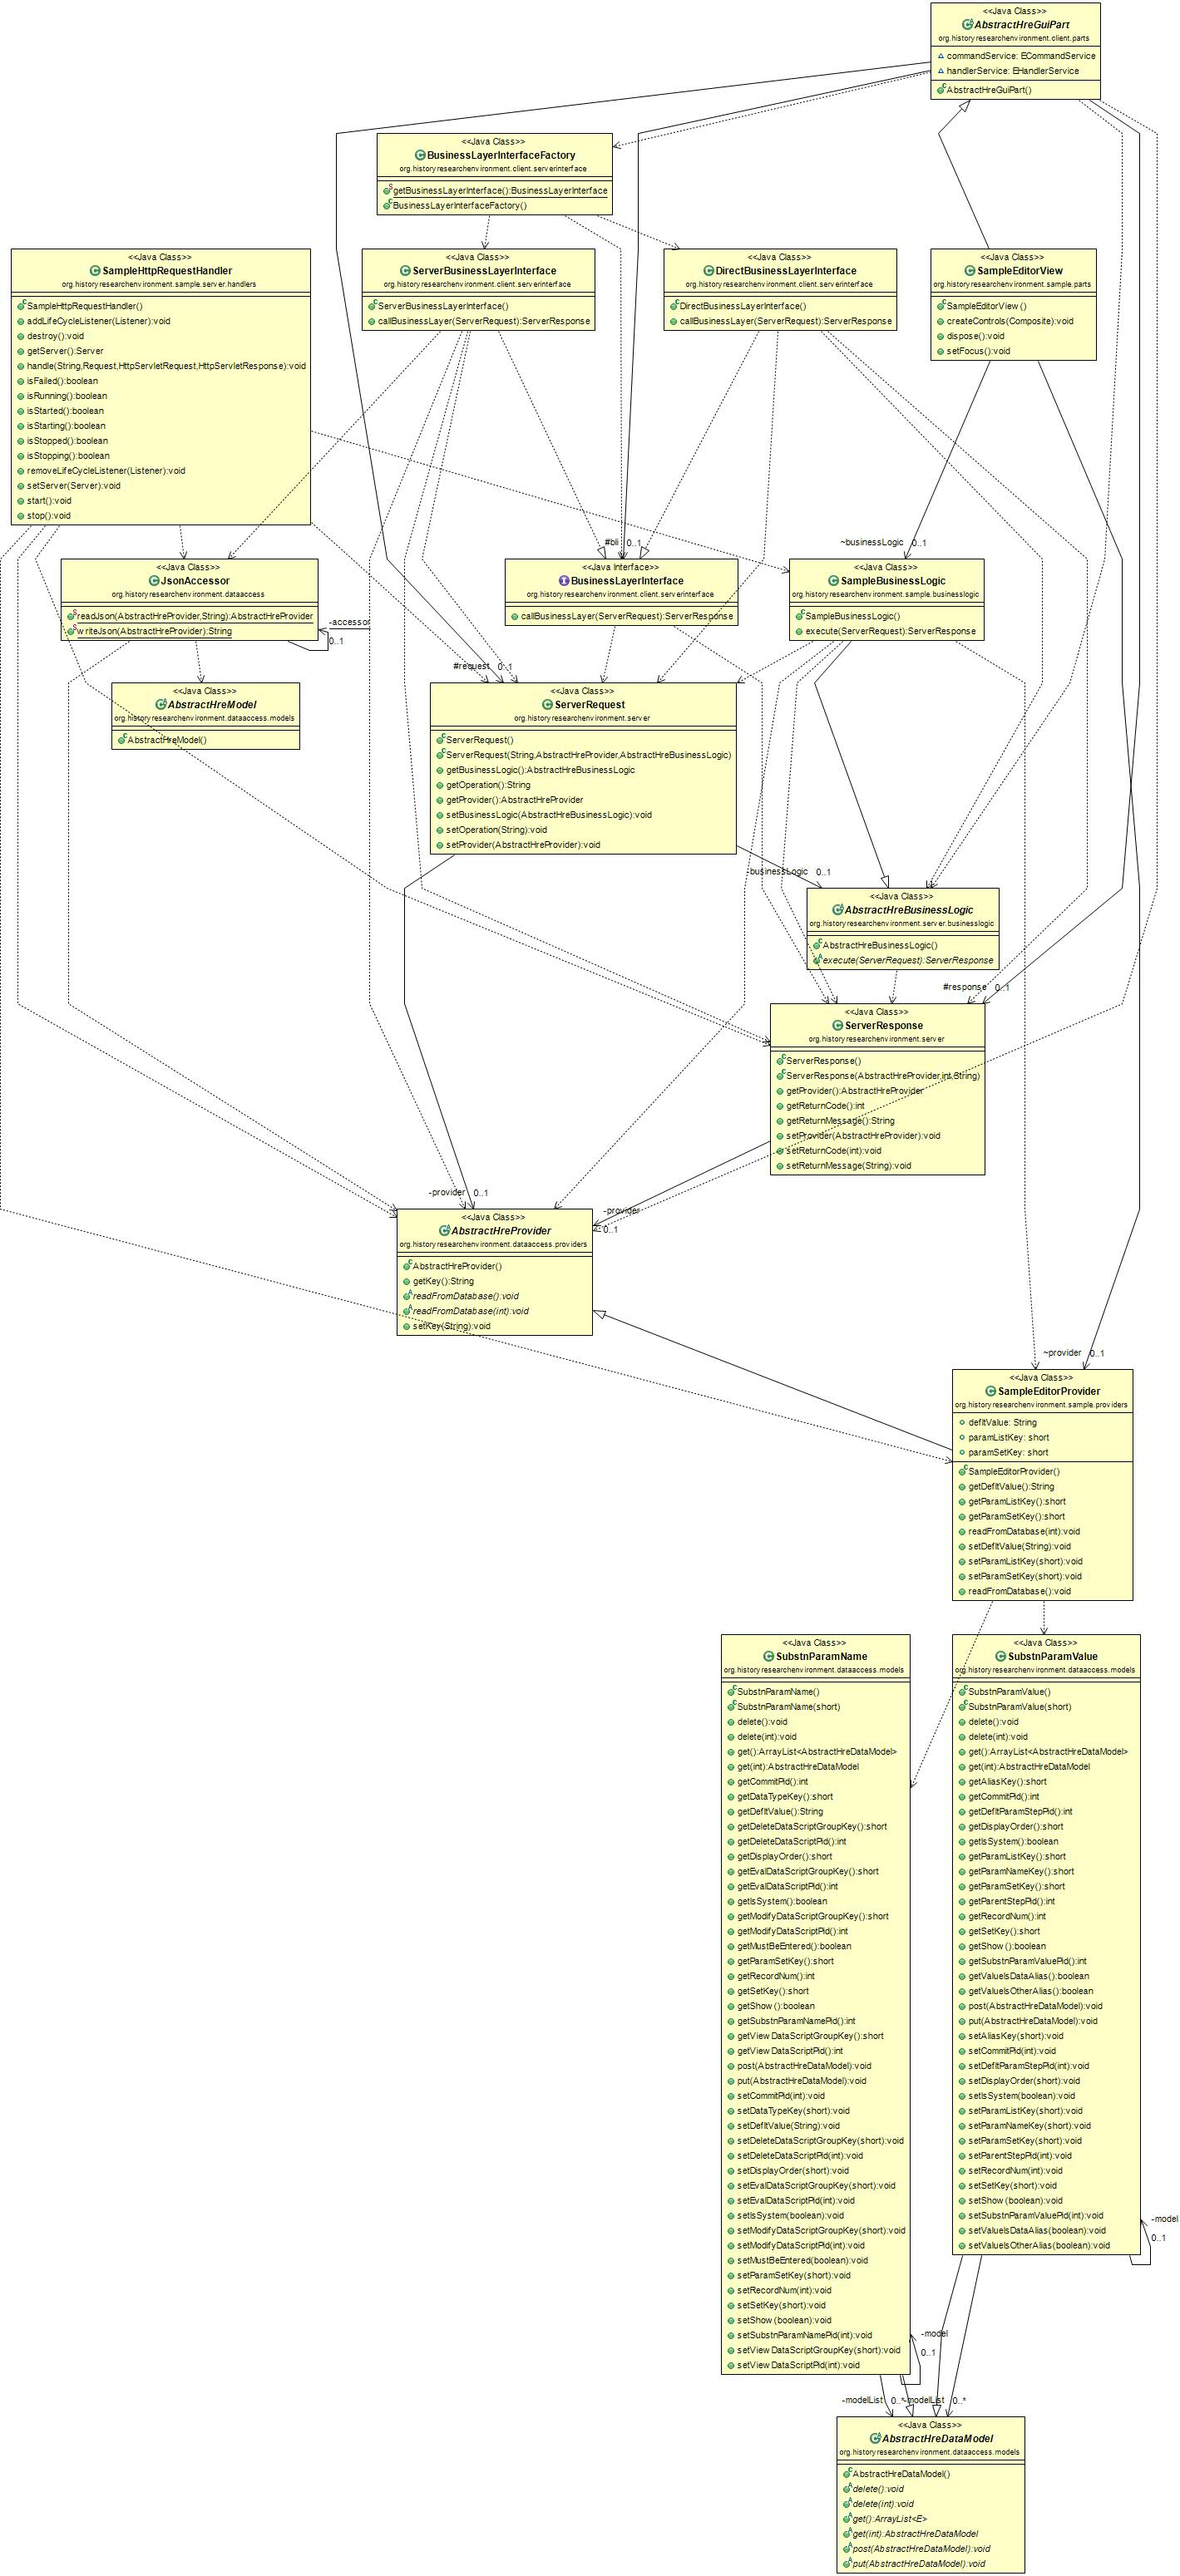 <<Java Class>>
AbstractHreGuiPart
org.historyresearchenvironment.client.parts
commandService: ECommandService
handlerService: EHandlerService
AbstractHreGuiPart()
<<Java Class>>
BusinessLayerInterfaceFactory
org.historyresearchenvironment.client.serverinterface
getBusinessLayerInterface():BusinessLayerInterface
BusinessLayerInterfaceFactory()
<<Java Class>>
SampleHttpRequestHandler
org.historyresearchenvironment.sample.server.handlers
SampleHttpRequestHandler()
addLifeCycleListener(Listener):void
destroy():void
getServer():Server
handle(String,Request,HttpServletRequest,HttpServletResponse):void
isFailed():boolean
isRunning():boolean
isStarted():boolean
isStarting():boolean
isStopped():boolean
isStopping():boolean
removeLifeCycleListener(Listener):void
setServer(Server):void
start():void
stop():void
<<Java Class>>
ServerBusinessLayerInterface
org.historyresearchenvironment.client.serverinterface
ServerBusinessLayerInterface()
callBusinessLayer(ServerRequest):ServerResponse
<<Java Class>>
DirectBusinessLayerInterface
org.historyresearchenvironment.client.serverinterface
DirectBusinessLayerInterface()
callBusinessLayer(ServerRequest):ServerResponse
<<Java Class>>
SampleEditorView
org.historyresearchenvironment.sample.parts
SampleEditorView()
createControls(Composite):void
dispose():void
setFocus():void
#bli 0..1
~businessLogic 0..1
<<Java Class>>
JsonAccessor
org.historyresearchenvironment.dataaccess
readJson(AbstractHreProvider,String):AbstractHreProvider
writeJson(AbstractHreProvider):String
-accessor
0..1
<<Java Interface>>
BusinessLayerInterface
org.historyresearchenvironment.client.serverinterface
callBusinessLayer(ServerRequest):ServerResponse
<<Java Class>>
SampleBusinessLogic
org.historyresearchenvironment.sample.businesslogic
SampleBusinessLogic()
execute(ServerRequest):ServerResponse
#request 0..1
<<Java Class>>
AbstractHreModel
org.historyresearchenvironment.dataaccess.models
AbstractHreModel()
<<Java Class>>
ServerRequest
org.historyresearchenvironment.server
ServerRequest()
ServerRequest(String,AbstractHreProvider,AbstractHreBusinessLogic)
getBusinessLogic():AbstractHreBusinessLogic
getOperation():String
getProvider():AbstractHreProvider
setBusinessLogic(AbstractHreBusinessLogic):void
setOperation(String):void
setProvider(AbstractHreProvider):void
-businessLogic 0..1
<<Java Class>>
AbstractHreBusinessLogic
org.historyresearchenvironment.server.businesslogic
AbstractHreBusinessLogic()
execute(ServerRequest):ServerResponse
#response 0..1
<<Java Class>>
ServerResponse
org.historyresearchenvironment.server
ServerResponse()
ServerResponse(AbstractHreProvider,int,String)
getProvider():AbstractHreProvider
getReturnCode():int
getReturnMessage():String
setProvider(AbstractHreProvider):void
setReturnCode(int):void
setReturnMessage(String):void
-provider 0..1
-provider
0..1
<<Java Class>>
AbstractHreProvider
org.historyresearchenvironment.dataaccess.providers
AbstractHreProvider()
getKey():String
readFromDatabase():void
readFromDatabase(int):void
setKey(String):void
~provider 0..1
<<Java Class>>
SampleEditorProvider
org.historyresearchenvironment.sample.providers
defltValue: String
paramListKey: short
paramSetKey: short
SampleEditorProvider()
getDefltValue():String
getParamListKey():short
getParamSetKey():short
readFromDatabase(int):void
setDefltValue(String):void
setParamListKey(short):void
setParamSetKey(short):void
readFromDatabase():void
<<Java Class>>
SubstnParamName
org.historyresearchenvironment.dataaccess.models
SubstnParamName()
SubstnParamName(short)
delete():void
delete(int):void
get():ArrayList<AbstractHreDataModel>
get(int):AbstractHreDataModel
getCommitPid():int
getDataTypeKey():short
getDefltValue():String
getDeleteDataScriptGroupKey():short
getDeleteDataScriptPid():int
getDisplayOrder():short
getEvalDataScriptGroupKey():short
getEvalDataScriptPid():int
getIsSystem():boolean
getModifyDataScriptGroupKey():short
getModifyDataScriptPid():int
getMustBeEntered():boolean
getParamSetKey():short
getRecordNum():int
getSetKey():short
getShow():boolean
getSubstnParamNamePid():int
getViewDataScriptGroupKey():short
getViewDataScriptPid():int
post(AbstractHreDataModel):void
put(AbstractHreDataModel):void
setCommitPid(int):void
setDataTypeKey(short):void
setDefltValue(String):void
setDeleteDataScriptGroupKey(short):void
setDeleteDataScriptPid(int):void
setDisplayOrder(short):void
setEvalDataScriptGroupKey(short):void
setEvalDataScriptPid(int):void
setIsSystem(boolean):void
setModifyDataScriptGroupKey(short):void
setModifyDataScriptPid(int):void
setMustBeEntered(boolean):void
setParamSetKey(short):void
setRecordNum(int):void
setSetKey(short):void
setShow(boolean):void
setSubstnParamNamePid(int):void
setViewDataScriptGroupKey(short):void
setViewDataScriptPid(int):void
-model
0..1
<<Java Class>>
SubstnParamValue
org.historyresearchenvironment.dataaccess.models
SubstnParamValue()
SubstnParamValue(short)
delete():void
delete(int):void
get():ArrayList<AbstractHreDataModel>
get(int):AbstractHreDataModel
getAliasKey():short
getCommitPid():int
getDefltParamStepPid():int
getDisplayOrder():short
getIsSystem():boolean
getParamListKey():short
getParamNameKey():short
getParamSetKey():short
getParentStepPid():int
getRecordNum():int
getSetKey():short
getShow():boolean
getSubstnParamValuePid():int
getValueIsDataAlias():boolean
getValueIsOtherAlias():boolean
post(AbstractHreDataModel):void
put(AbstractHreDataModel):void
setAliasKey(short):void
setCommitPid(int):void
setDefltParamStepPid(int):void
setDisplayOrder(short):void
setIsSystem(boolean):void
setParamListKey(short):void
setParamNameKey(short):void
setParamSetKey(short):void
setParentStepPid(int):void
setRecordNum(int):void
setSetKey(short):void
setShow(boolean):void
setSubstnParamValuePid(int):void
setValueIsDataAlias(boolean):void
setValueIsOtherAlias(boolean):void
-model
0..1
-modelList 0..*
-modelList 0..*
<<Java Class>>
AbstractHreDataModel
org.historyresearchenvironment.dataaccess.models
AbstractHreDataModel()
delete():void
delete(int):void
get():ArrayList<E>
get(int):AbstractHreDataModel
post(AbstractHreDataModel):void
put(AbstractHreDataModel):void